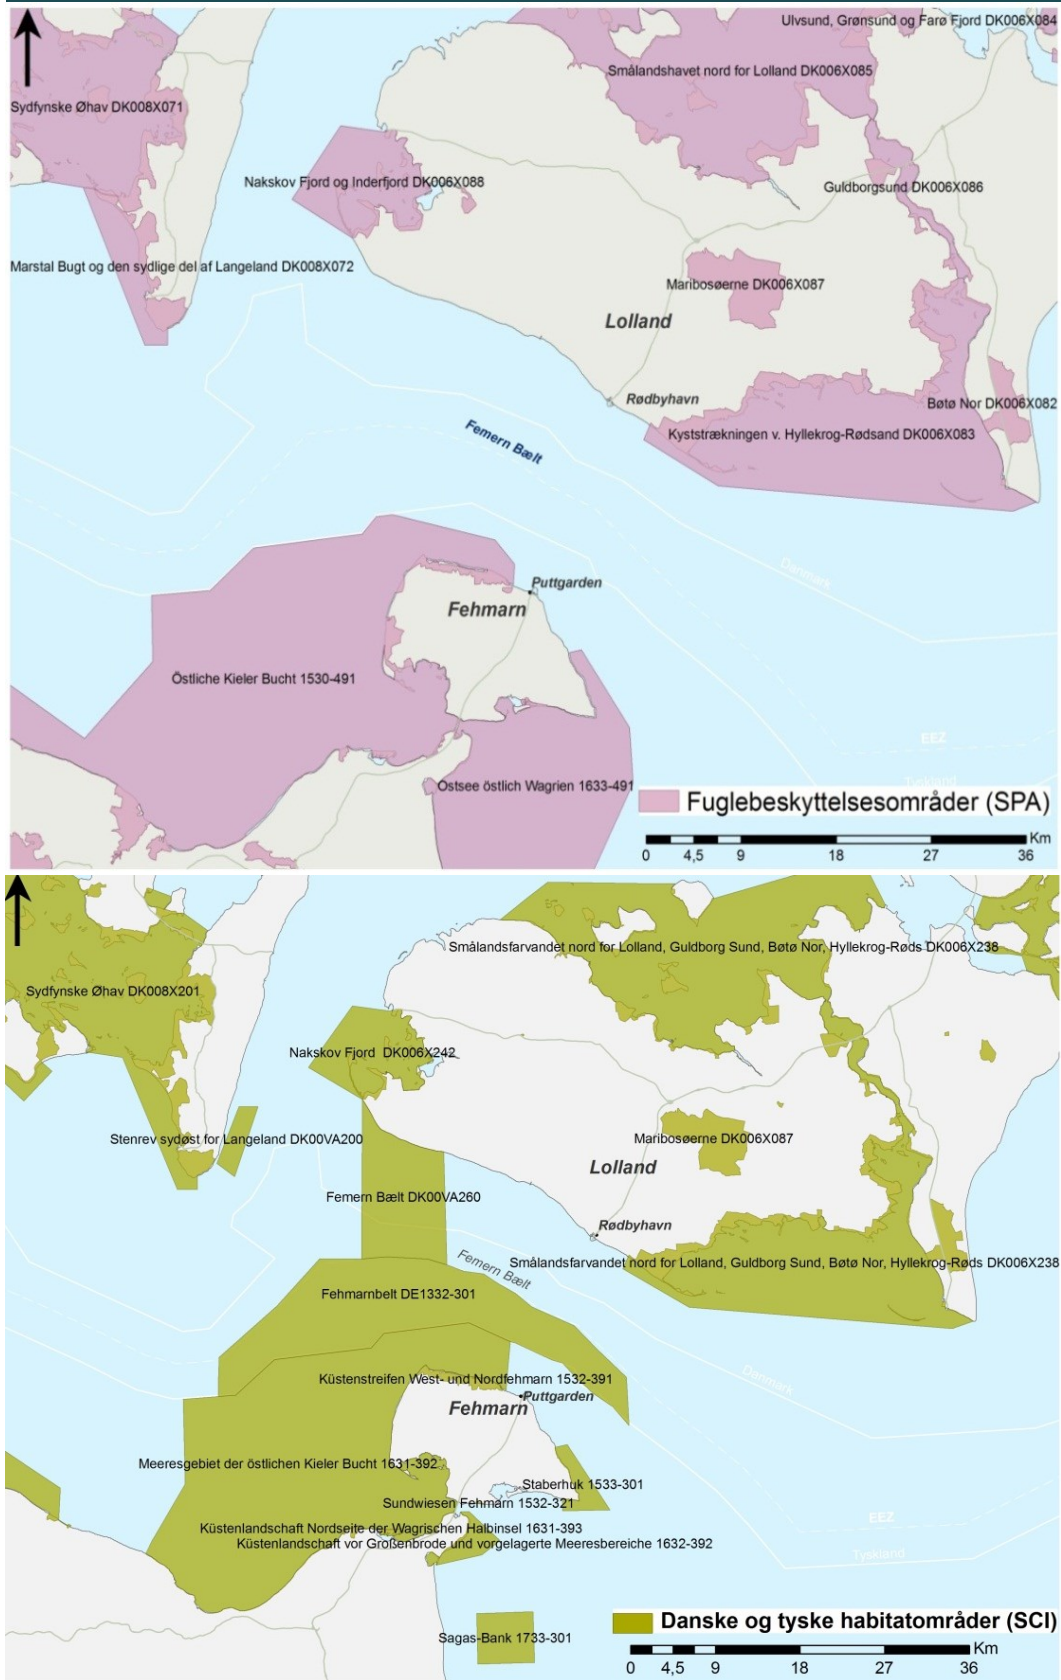 Ulvsund, Grønsund og Farø Fjord DK006X084
Smålandshavet nord for Lolland DK006X085
Sydfynske Øhav DK008X071
Nakskov Fjord og Inderfjord DK006X088
Guldborgsund DK006X086
Marstal Bugt og den sydlige del af Langeland DK008X072
Maribosøerne DK006X087
Lolland
Rødbyhavn
Bøtø Nor DK006X082
Kyststrækningen v. Hyllekrog-Rødsand DK006X083
Femern Bælt
Danmark
Puttgarden
Fehmarn
Östliche Kieler Bucht 1530-491
EEZ
Tyskland
Östsee östlich Wagrien 1633-491
Fuglebeskyttelsesområder (SPA)
Km
0 4,5 9 18 27 36
Smålandsfarvandet nord for Lolland, Guldborg Sund, Bøtø Nor, Hyllekrog-Røds DK006X238
Sydfynske Øhav DK008X201
Nakskov Fjord DK006X242
Stenrev sydøst for Langeland DK00VA200
Maribosøerne DK006X087
Lolland
Femern Bælt DK00VA260
Rødbyhavn
Femern Bælt
Smålandsfarvandet nord for Lolland, Guldborg Sund, Bøtø Nor, Hyllekrog-Røds DK006X238
Fehmarnbelt DE1332-301
Danmark
Küstenstreifen West- und Nordfehmarn 1532-391
Puttgarden
Fehmarn
Meeresgebiet der östlichen Kieler Bucht 1631-392
Staberhuk 1533-301
Sundwiesen Fehmarn 1532-321
EEZ
Küstenlandschaft Nordseite der Wagrischen Halbinsel 1631-393
Küstenlandschaft vor Großenbrode und vorgelagerte Meeresbereiche 1632-392
Tyskland
Sagas-Bank 1733-301
Danske og tyske habitatområder (SCI)
Km
0 4,5 9 18 27 36